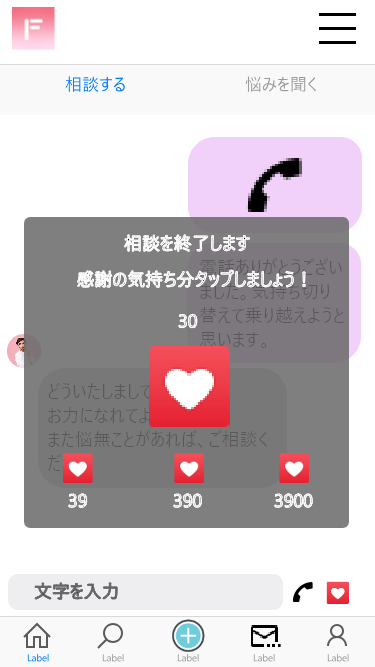 F
相談する
悩みを聞く
相談を終了します
感謝の気持ち分タップしましょう！
30
電話ありがとうござい
ました。気持ち切り
替えて乗り越えようと
思います。
どういたしまして
お力になれてよ
また悩無ことがあれば、ご相談く
だ
39
390
3900
文字を入力
Label
Label
Label
Label
Label